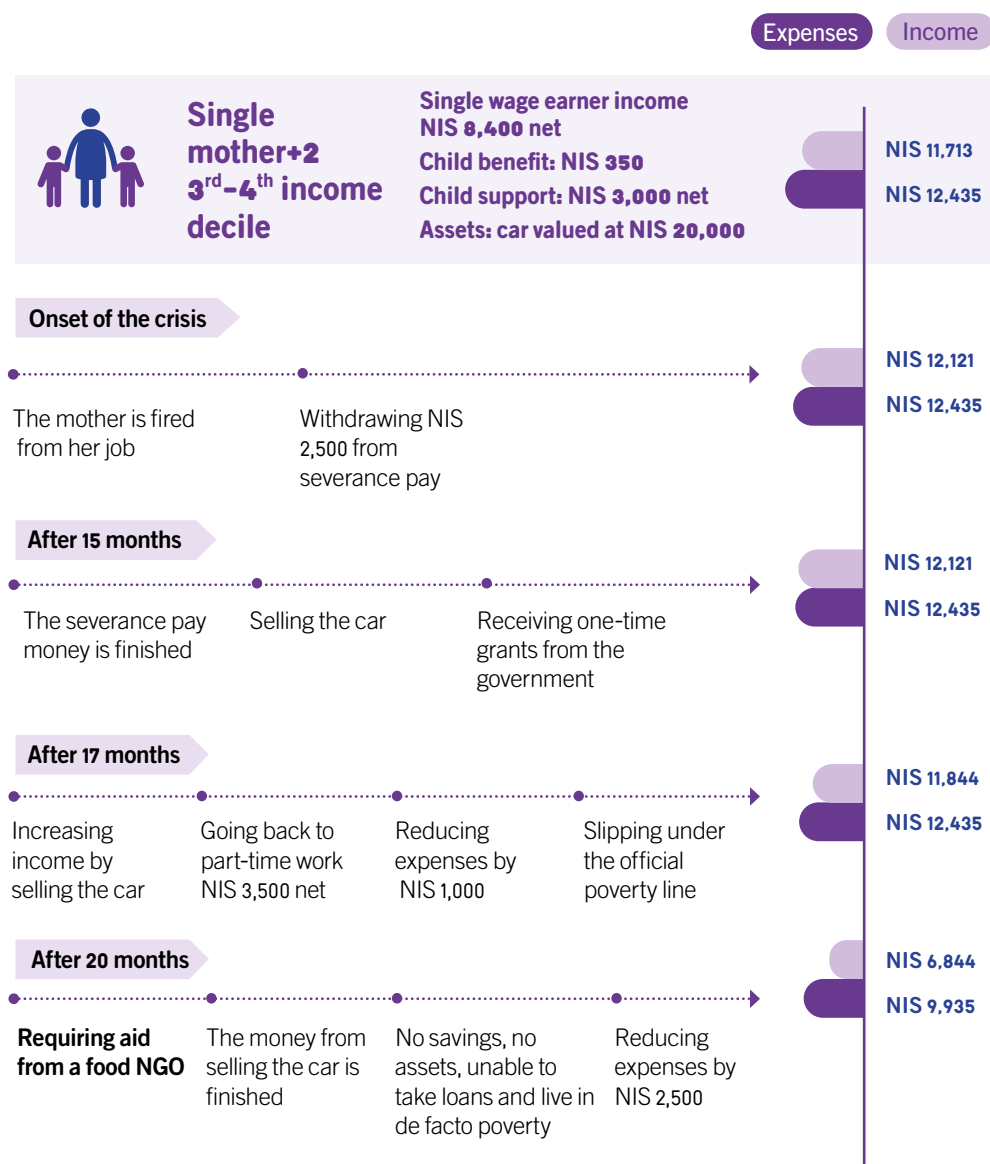 Expenses
Income
Single
mother+2
3rd-4th income
decile
Single wage earner income
NIS 8,400 net
Child benefit: NIS 350
Child support: NIS 3,000 net
Assets: car valued at NIS 20,000
NIS 11,713
NIS 12,435
Onset of the crisis
The mother is fired
from her job
Withdrawing NIS
2,500 from
severance pay
NIS 12,121
NIS 12,435
After 15 months
The severance pay
money is finished
Selling the car
Receiving one-time
grants from the
government
NIS 12,121
NIS 12,435
After 17 months
Increasing
income by
selling the car
Going back to
part-time work
NIS 3,500 net
Reducing
expenses by
NIS 1,000
Slipping under
the official
poverty line
NIS 11,844
NIS 12,435
After 20 months
Requiring aid
from a food NGO
The money from
selling the car is
finished
No savings, no
assets, unable to
take loans and live in
de facto poverty
Reducing
expenses by
NIS 2,500
NIS 6,844
NIS 9,935